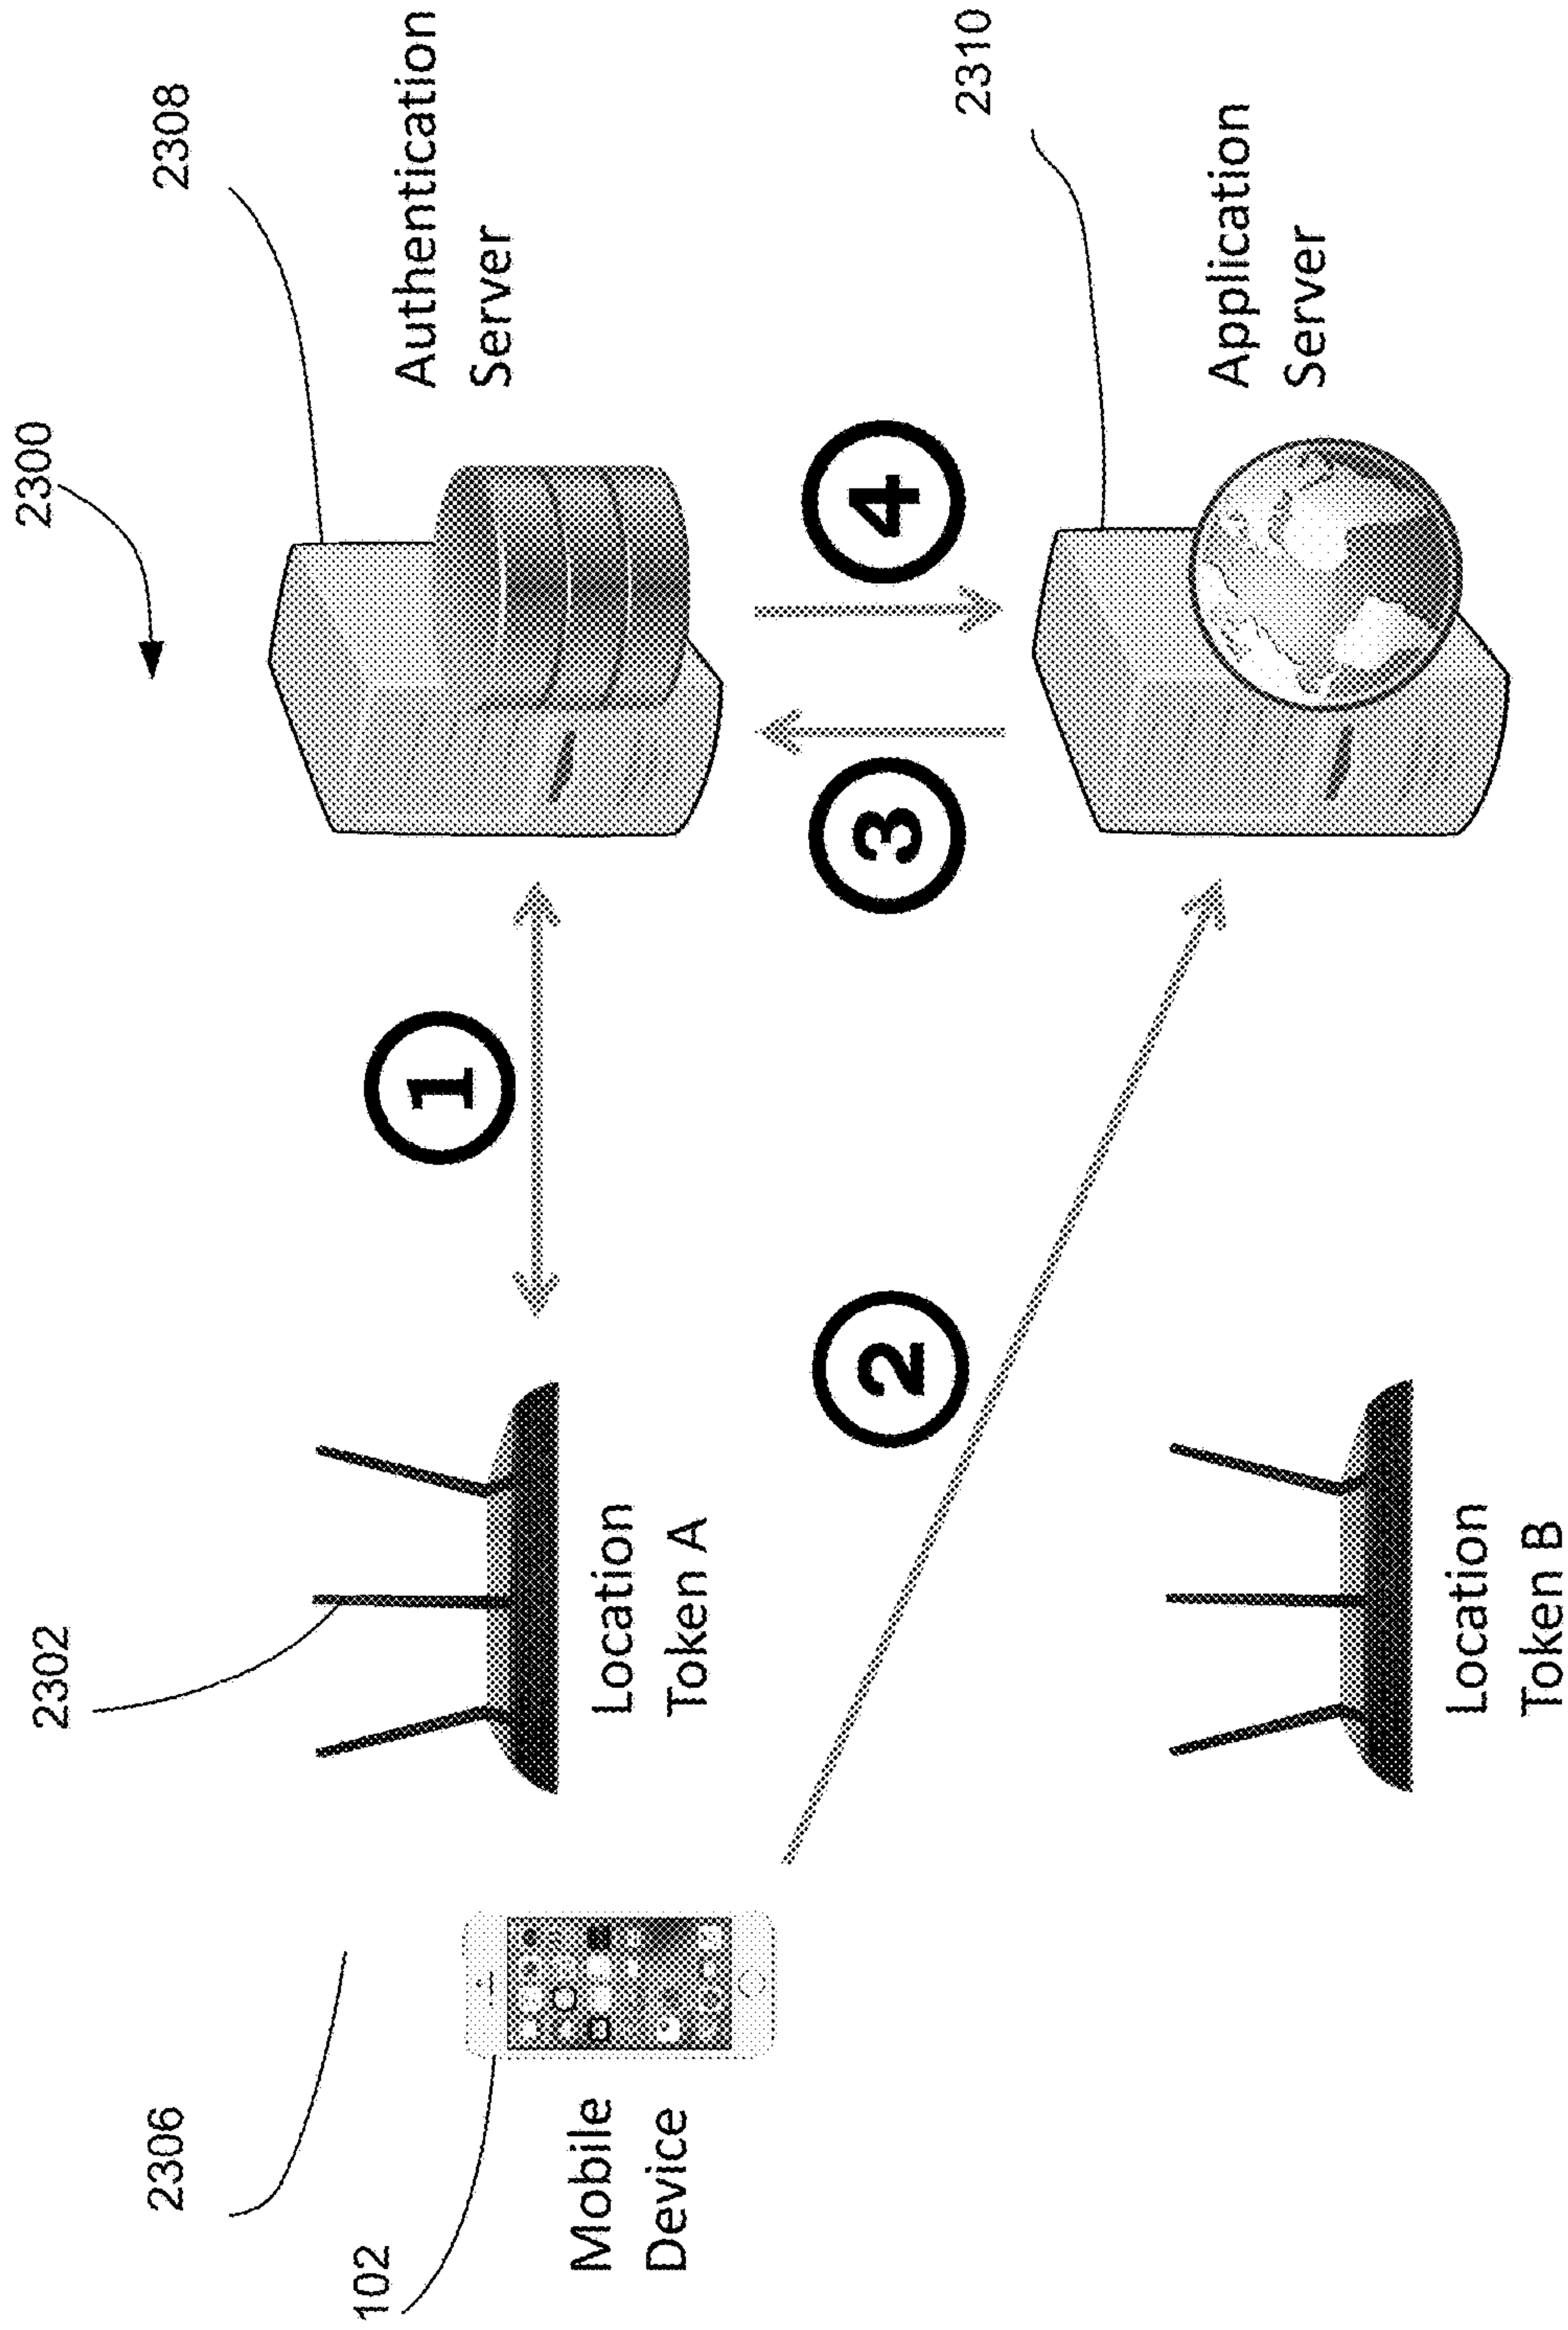 2300
2302
2306
2308
102
Authentication
Server
1
Mobile
Device
Location
Token A
2
3
4
2310
Application
Server
Location
Token B